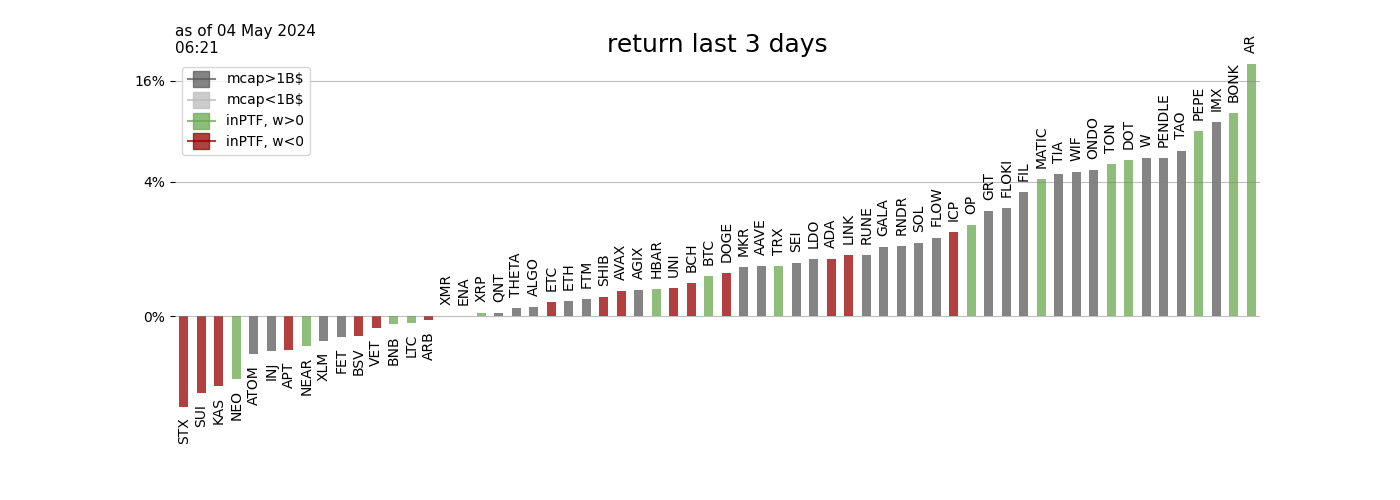 as of 04 May 2024
06:21
return last 3 days
mcap>1B$
mcap<1B$
inPTF, w>0
inPTF, w<0
16%
4%
0%
STX
SUI
KAS
NEO
ATOM
INJ
APT
NEAR
XLM
FET
BSV
VET
BNB
LTC
ARB
XMR
ENA
XRP
QNT
THETA
ALGO
ETC
ETH
FTM
SHIB
AVAX
AGIX
HBAR
UNI
BCH
BTC
DOGE
MKR
AAVE
TRX
SEI
LDO
ADA
LINK
RUNE
GALA
RNDR
SOL
FLOW
ICP
OP
GRT
FLOKI
FIL
MATIC
TIA
WIF
ONDO
TON
DOT
W
PENDLE
TAO
PEPE
IMX
BONK
AR